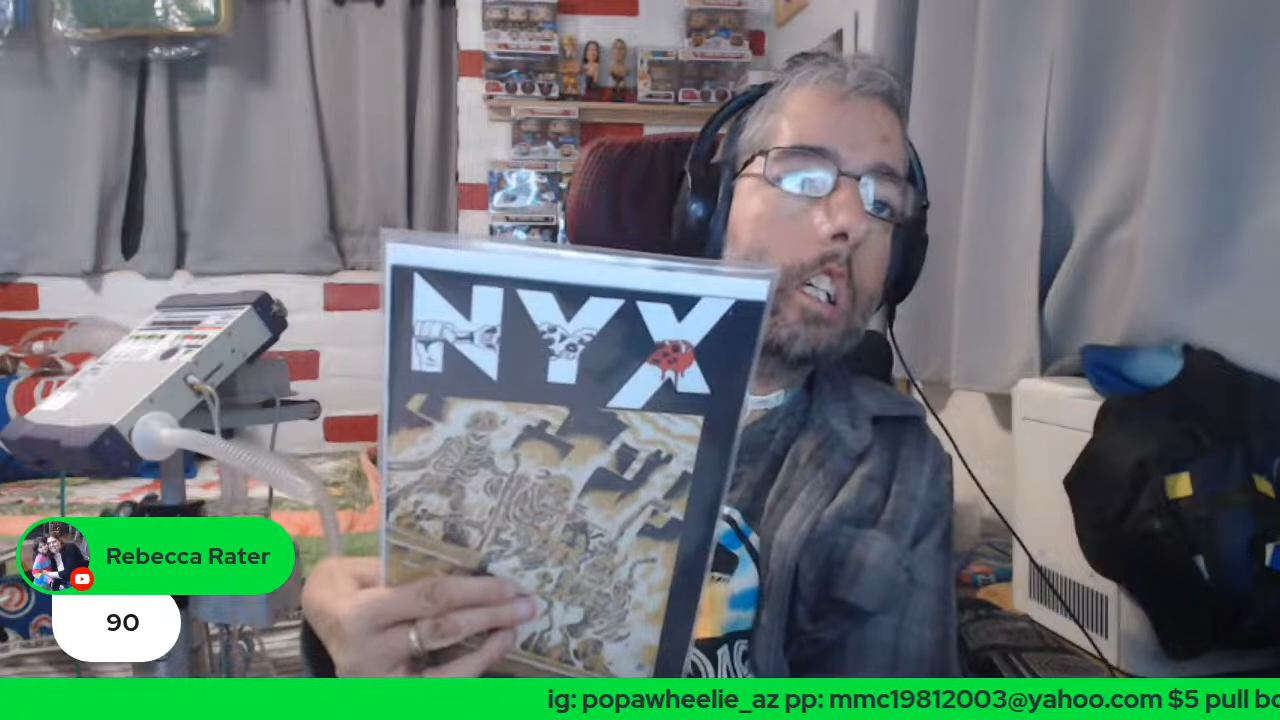 NYX
Rebecca Rater
90
ig: popawheelie_az pp: mmc19812003@yahoo.com $5 pull bo